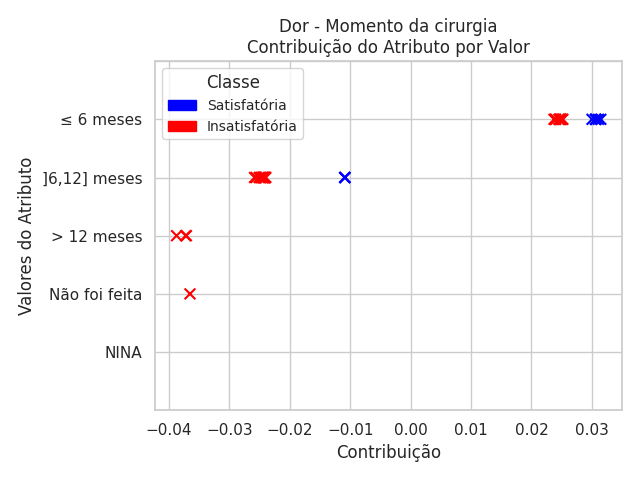 Dor - Momento da cirurgia
Contribuição do Atributo por Valor
Classe
Satisfatória
Insatisfatória
Valores do Atributo
≤ 6 meses
]6,12] meses
> 12 meses
Não foi feita
NINA
−0.04 −0.03 −0.02 −0.01 0.00 0.01 0.02 0.03
Contribuição